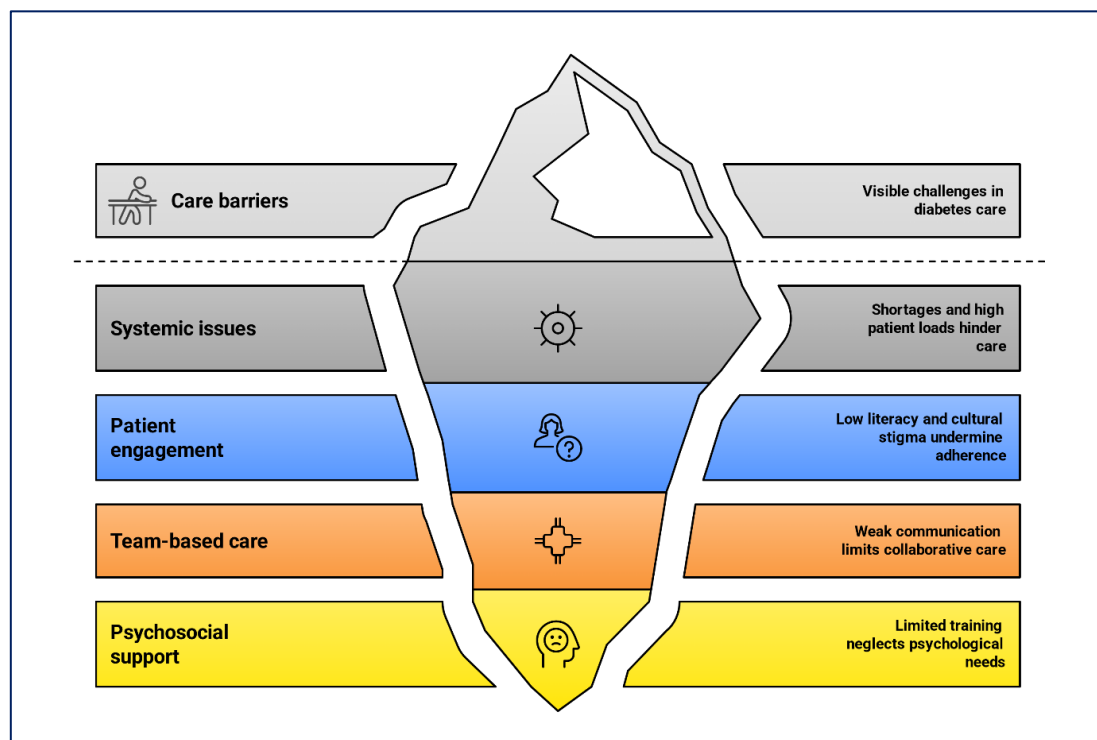 Care barriers
Visible challenges in
diabetes care
Systemic issues
Shortages and high
patient loads hinder
care
Patient
engagement
Low literacy and cultural
stigma undermine
adherence
?
Team-based care
Weak communication
limits collaborative care
Psychosocial
support
Limited training
neglects psychological
needs